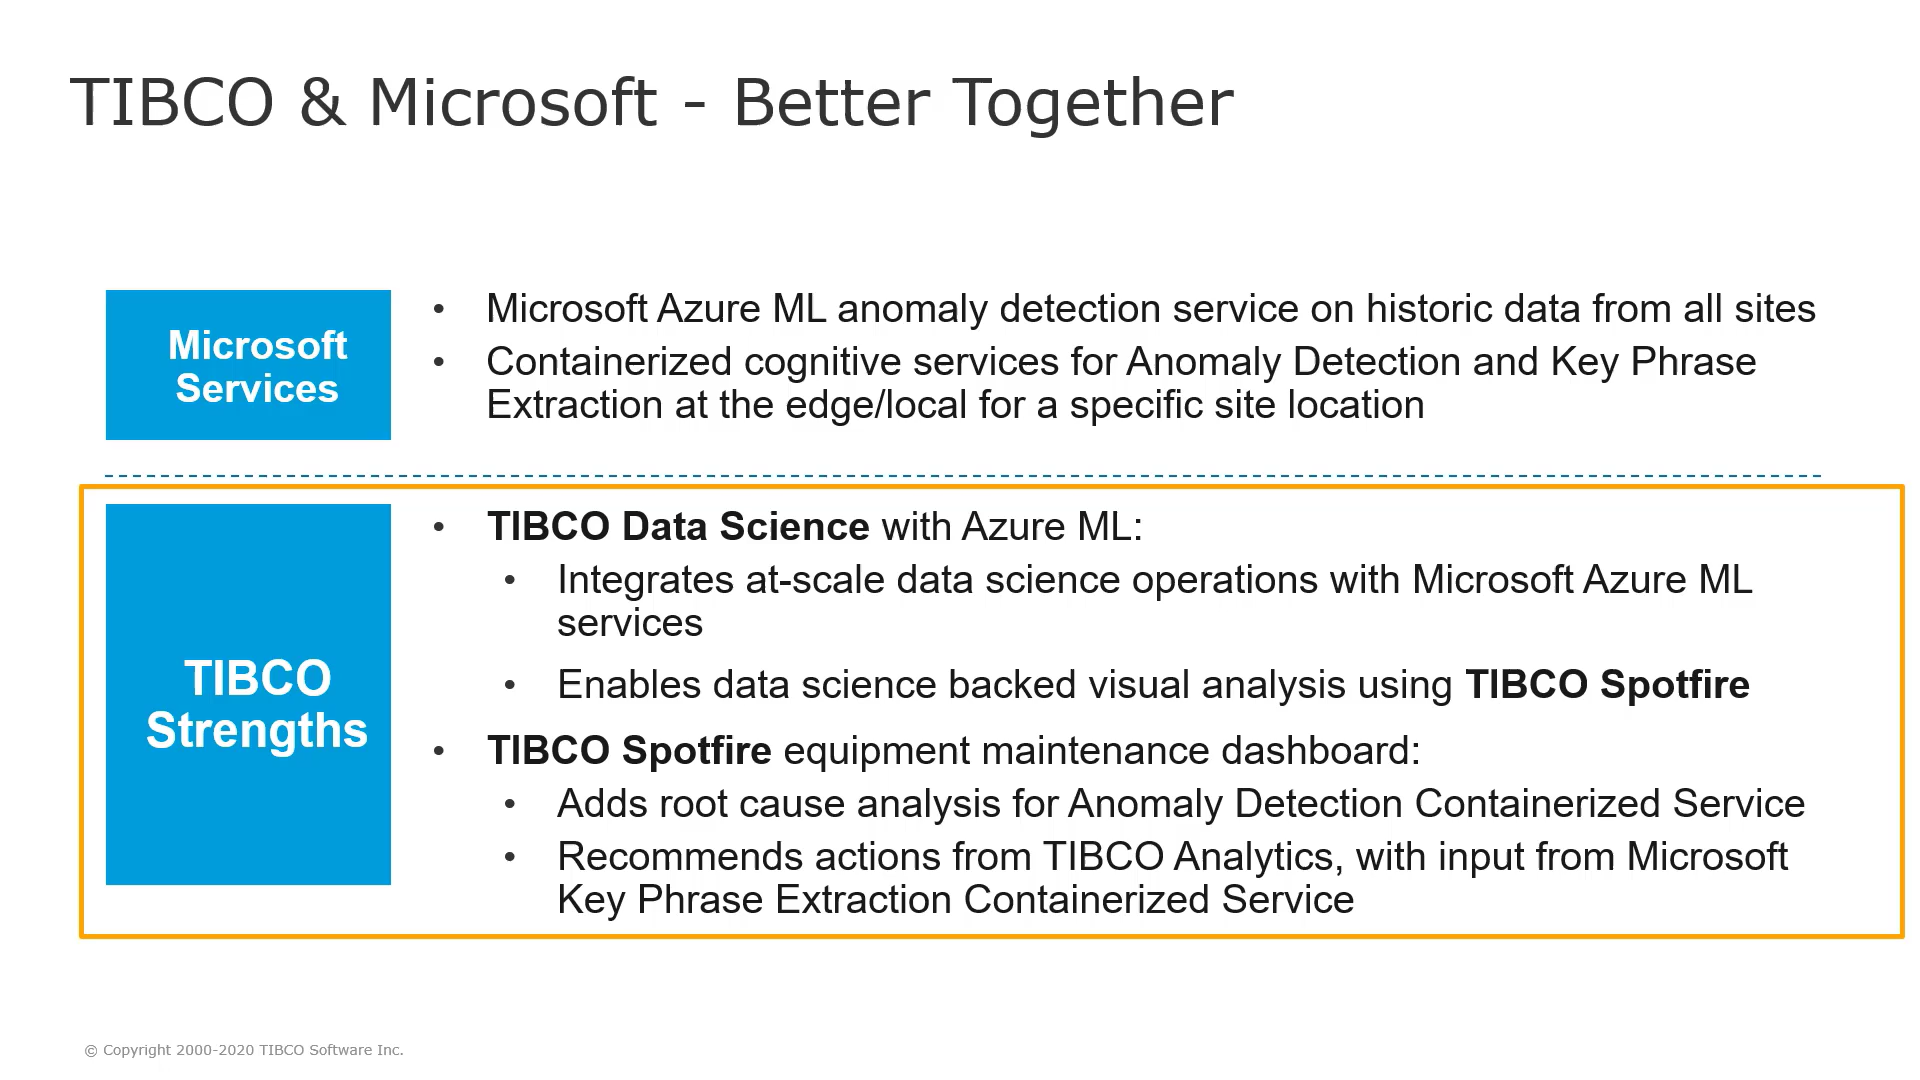 TIBCO & Microsoft - Better Together
Microsoft
Services
• Microsoft Azure ML anomaly detection service on historic data from all sites
• Containerized cognitive services for Anomaly Detection and Key Phrase
Extraction at the edge/local for a specific site location
TIBCO
Strengths
• TIBCO Data Science with Azure ML:
• Integrates at-scale data science operations with Microsoft Azure ML
services
• Enables data science backed visual analysis using TIBCO Spotfire
• TIBCO Spotfire equipment maintenance dashboard:
• Adds root cause analysis for Anomaly Detection Containerized Service
• Recommends actions from TIBCO Analytics, with input from Microsoft
Key Phrase Extraction Containerized Service
© Copyright 2000-2020 TIBCO Software Inc.